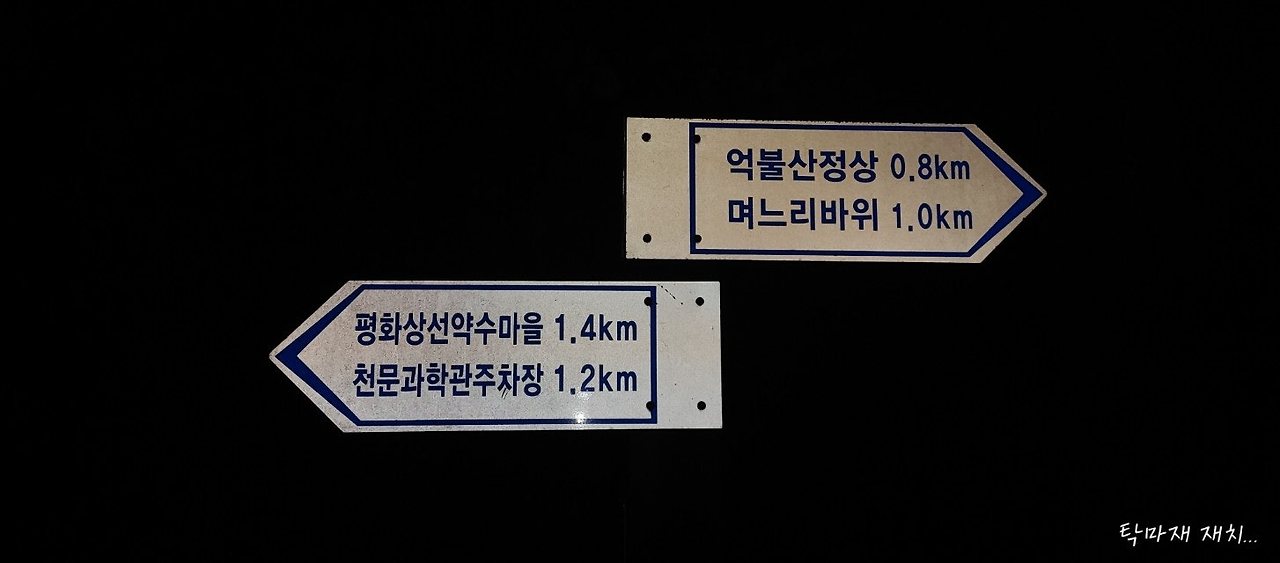 억불산정상 0.8km
며느리바위 1.0km
평화상선약수마을 1.4km
천문과학관주차장 1.2km
탁마재 재치...